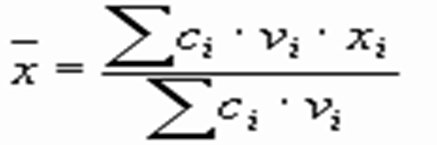 x̄ = (∑cᵢ · vᵢ · xᵢ) / (∑cᵢ · vᵢ)